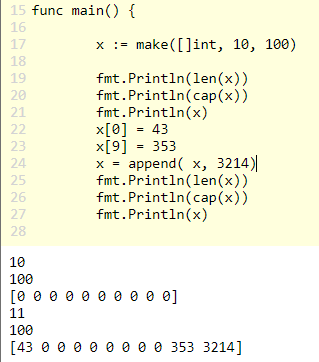 15 func main() {
16
17 x := make([]int, 10, 100)
18
19 fmt.Println(len(x))
20 fmt.Println(cap(x))
21 fmt.Println(x)
22 x[0] = 43
23 x[9] = 353
24 x = append( x, 3214)
25 fmt.Println(len(x))
26 fmt.Println(cap(x))
27 fmt.Println(x)
28
10
100
[0 0 0 0 0 0 0 0 0 0]
11
100
[43 0 0 0 0 0 0 0 0 353 3214]